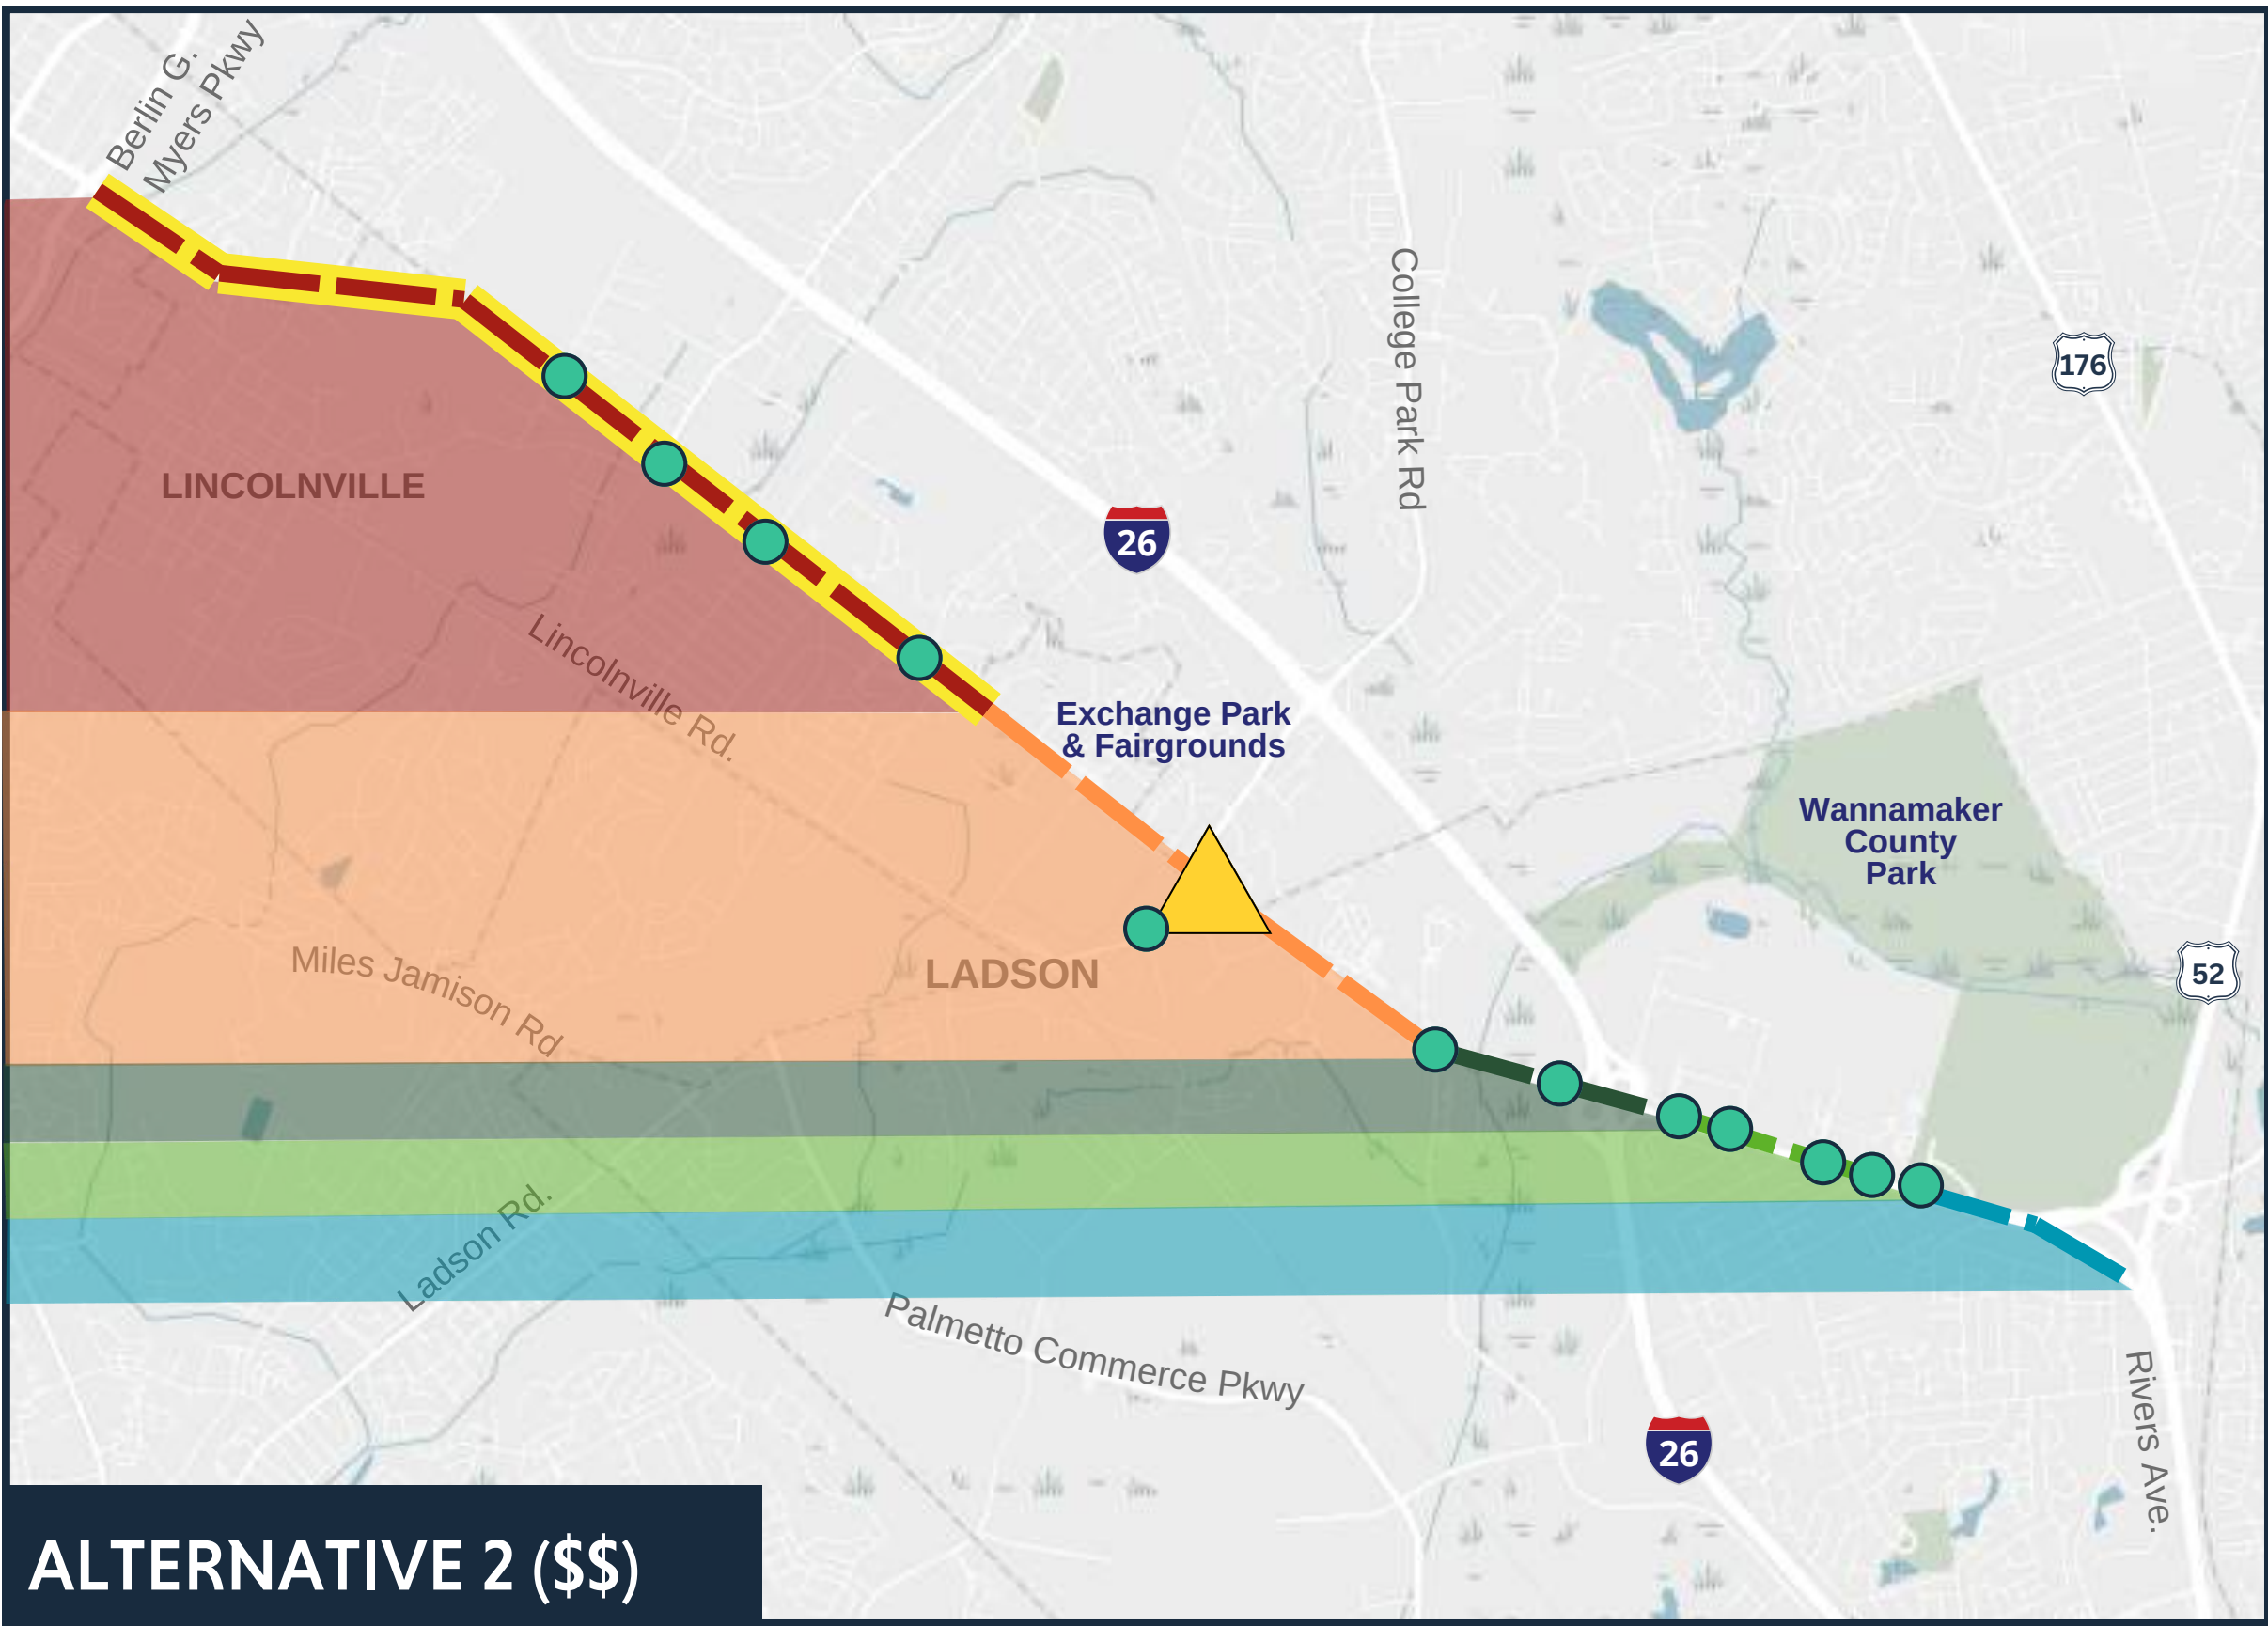 Berlin G.
Myers Pkwy
College Park Rd
176
LINCOLNVILLE
26
Lincolnville Rd.
Exchange Park
& Fairgrounds
Wannamaker
County
Park
Miles Jamison Rd
LADSON
52
Ladson Rd.
Palmetto Commerce Pkwy
Rivers Ave.
26
ALTERNATIVE 2 ($$)